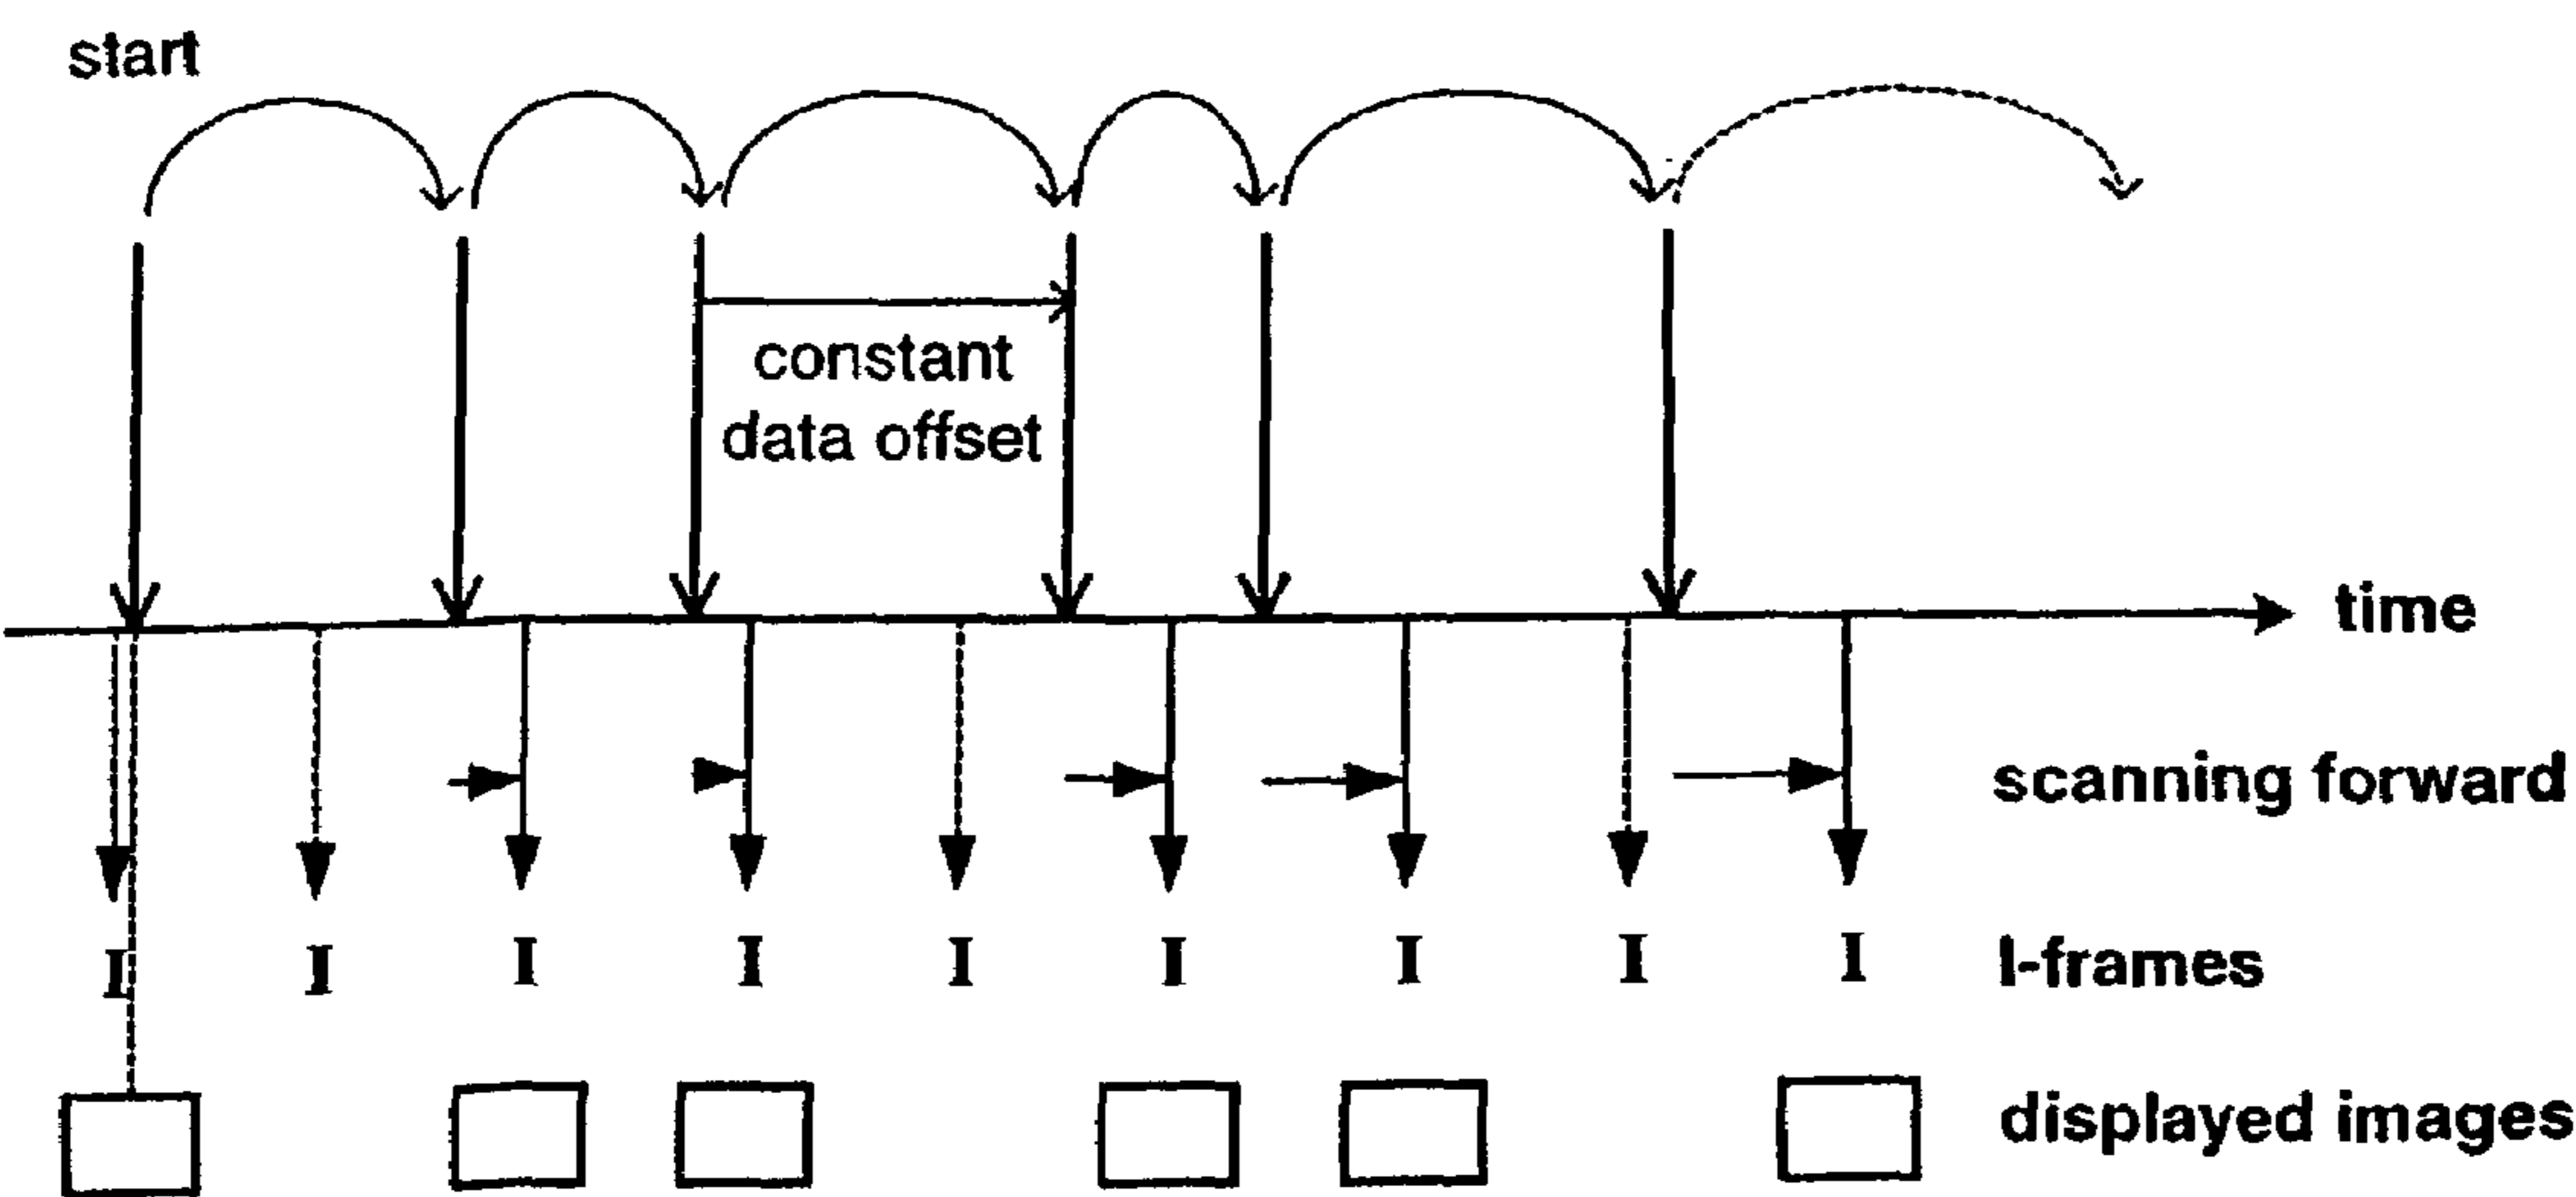 start
constant
data offset
time
scanning forward
I I I I I I I I I I-frames
displayed images